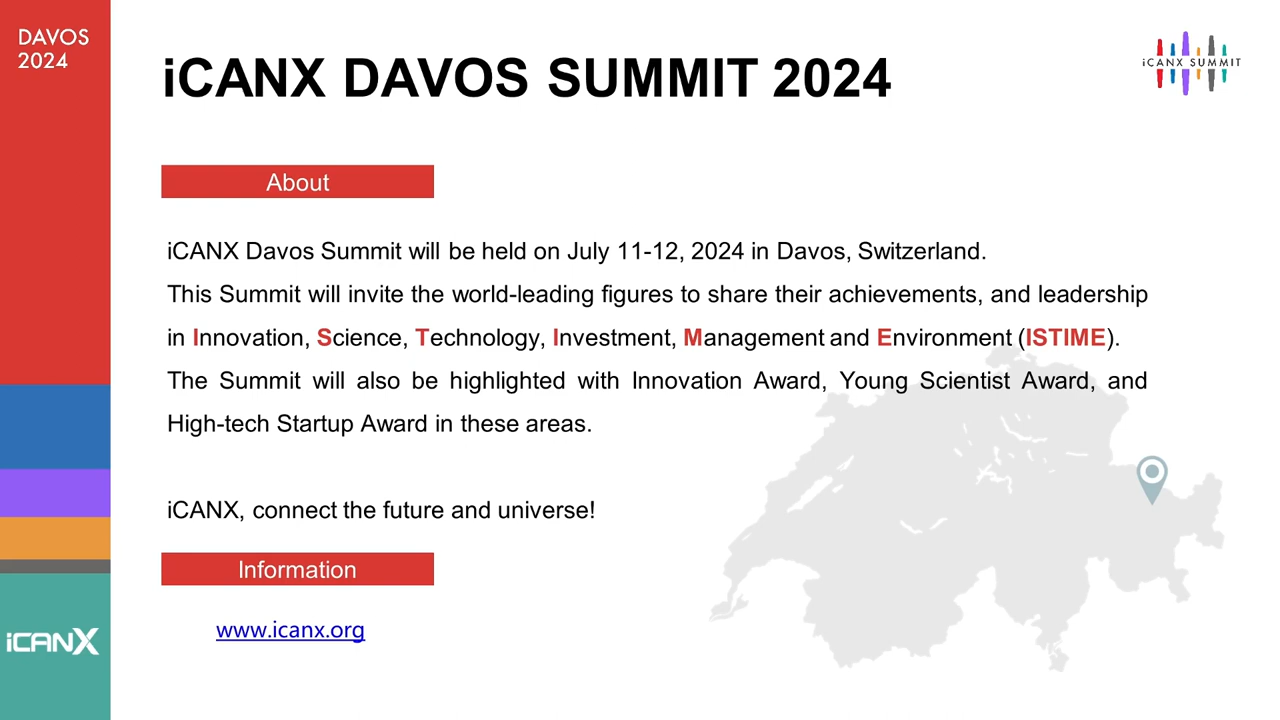 DAVOS
2024
iCANX DAVOS SUMMIT 2024
iCANX SUMMIT
About
iCANX Davos Summit will be held on July 11-12, 2024 in Davos, Switzerland.
This Summit will invite the world-leading figures to share their achievements, and leadership
in Innovation, Science, Technology, Investment, Management and Environment (ISTIME).
The Summit will also be highlighted with Innovation Award, Young Scientist Award, and
High-tech Startup Award in these areas.
iCANX, connect the future and universe!
Information
www.icanx.org
iCANX